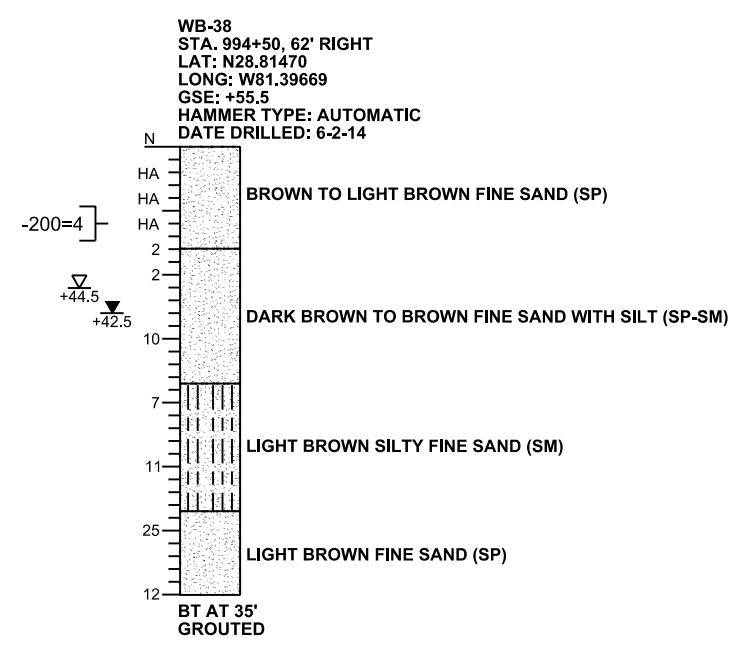 WB-38
STA. 994+50, 62' RIGHT
LAT: N28.81470
LONG: W81.39669
GSE: +55.5
HAMMER TYPE: AUTOMATIC
DATE DRILLED: 6-2-14
N
HA
HA
BROWN TO LIGHT BROWN FINE SAND (SP)
-200=4
HA
2
2
+44.5
+42.5
DARK BROWN TO BROWN FINE SAND WITH SILT (SP-SM)
10
7
LIGHT BROWN SILTY FINE SAND (SM)
11
25
LIGHT BROWN FINE SAND (SP)
12
BT AT 35'
GROUTED